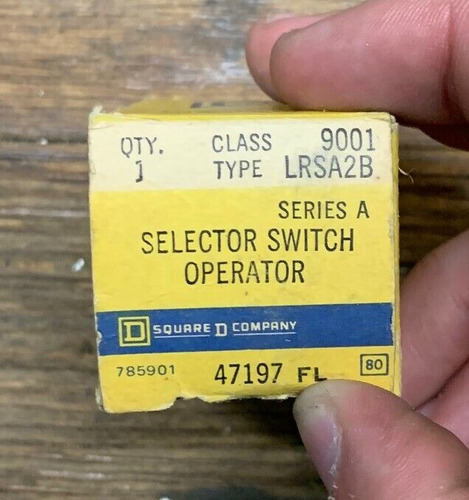 QTY. CLASS 9001
1 TYPE LRSA2B
SERIES A
SELECTOR SWITCH
OPERATOR
D SQUARE D COMPANY
785901 47197 FL 80